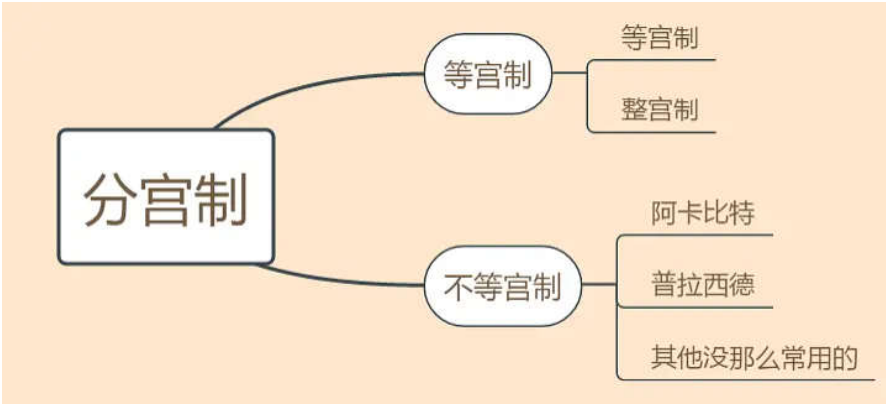 分宫制
等宫制
等宫制
整宫制
不等宫制
阿卡比特
普拉西德
其他没那么常用的